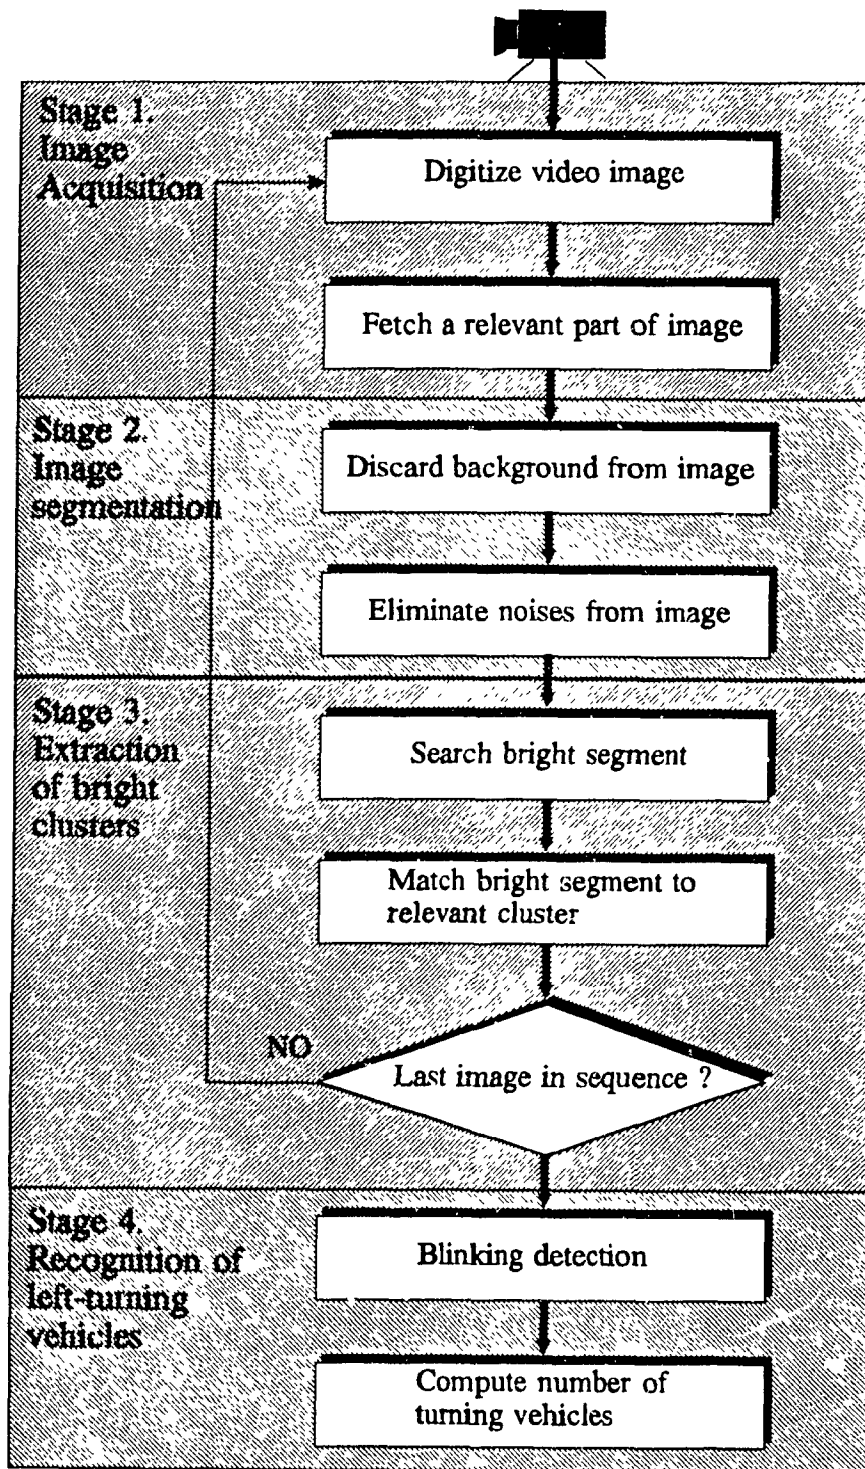 Stage 1.
Image
Acquisition
Digitize video image
Fetch a relevant part of image
Stage 2.
Image
segmentation
Discard background from image
Eliminate noises from image
Stage 3.
Extraction
of bright
clusters
Search bright segment
Match bright segment to
relevant cluster
NO
Last image in sequence ?
Stage 4.
Recognition of
left-turning
vehicles
Blinking detection
Compute number of
turning vehicles